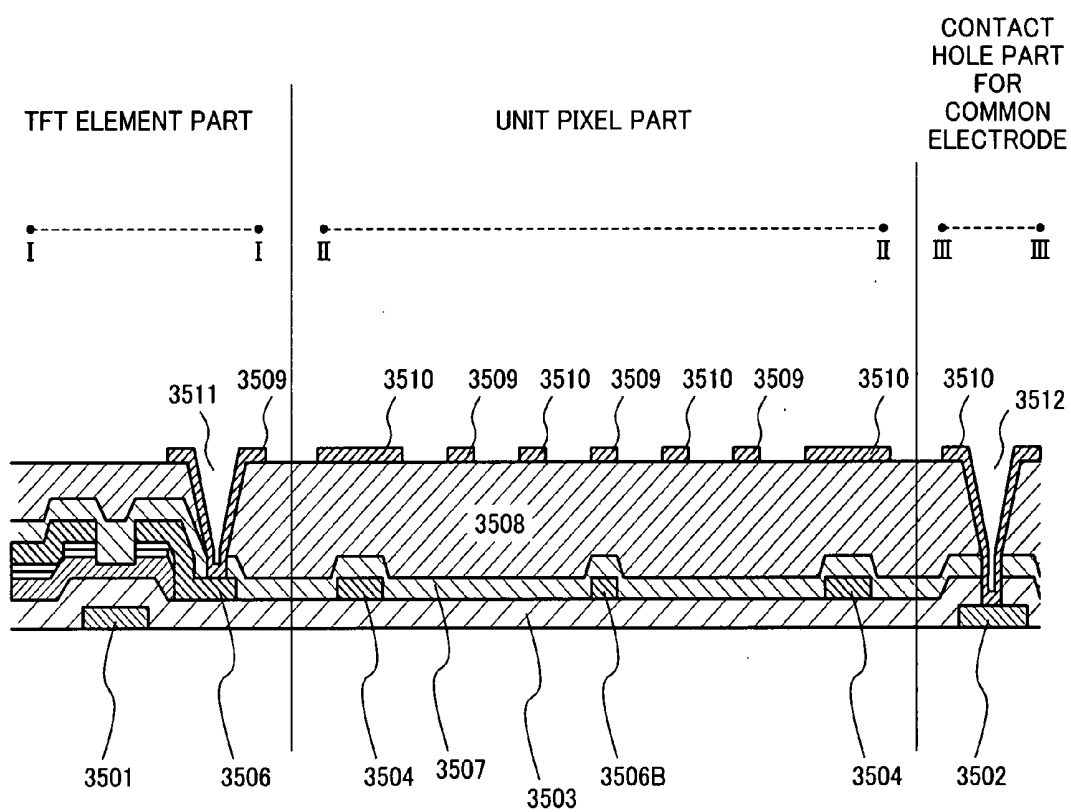 CONTACT
HOLE PART
FOR
COMMON
ELECTRODE
TFT ELEMENT PART
UNIT PIXEL PART
I I II II III III
3511 3509 3510 3509 3510 3509 3510 3509 3510 3510 3512
3508
3501 3506 3504 3507 3503 3506B 3504 3502